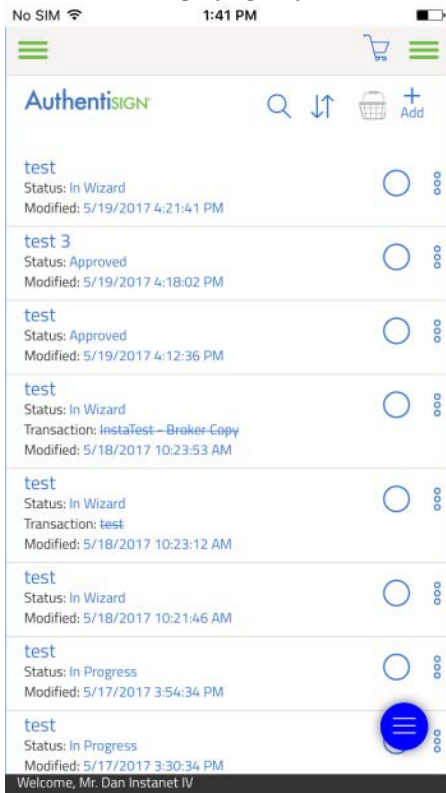 No SIM 1:41 PM
AuthentiSIGN
Add
test
Status: In Wizard
Modified: 5/19/2017 4:21:41 PM
test 3
Status: Approved
Modified: 5/19/2017 4:18:02 PM
test
Status: Approved
Modified: 5/19/2017 4:12:36 PM
test
Status: In Wizard
Transaction: InstaTest - Broker Copy
Modified: 5/18/2017 10:23:53 AM
test
Status: In Wizard
Transaction: test
Modified: 5/18/2017 10:23:12 AM
test
Status: In Wizard
Modified: 5/18/2017 10:21:46 AM
test
Status: In Progress
Modified: 5/17/2017 3:54:34 PM
test
Status: In Progress
Modified: 5/17/2017 3:30:34 PM
Welcome, Mr. Dan Instanet IV